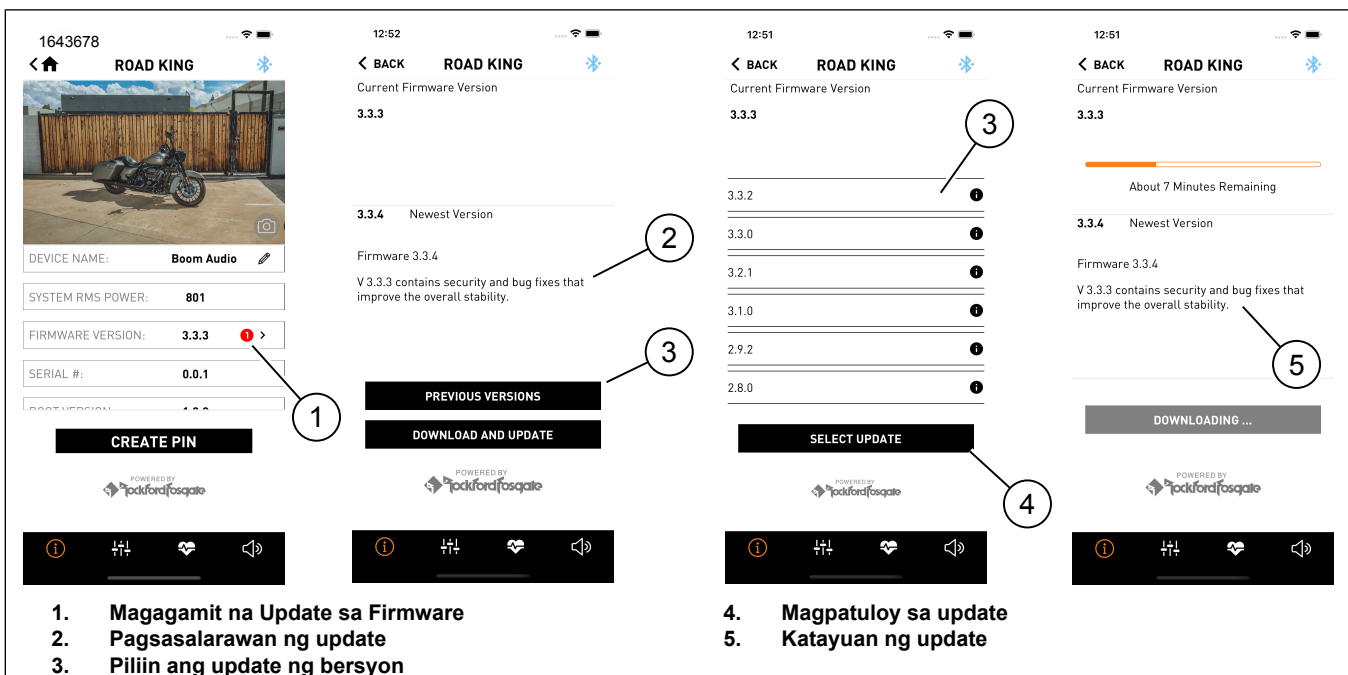 1643678
ROAD KING
DEVICE NAME: Boom Audio
SYSTEM RMS POWER: 801
FIRMWARE VERSION: 3.3.3 1 >
SERIAL #: 0.0.1
CREATE PIN
POWERED BY
Rockford Fosgate
1
12:52
< BACK ROAD KING
Current Firmware Version
3.3.3
3.3.4 Newest Version
Firmware 3.3.4
V 3.3.3 contains security and bug fixes that
improve the overall stability.
PREVIOUS VERSIONS
DOWNLOAD AND UPDATE
POWERED BY
Rockford Fosgate
2
3
12:51
< BACK ROAD KING
Current Firmware Version
3.3.3
3.3.2
3.3.0
3.2.1
3.1.0
2.9.2
2.8.0
SELECT UPDATE
POWERED BY
Rockford Fosgate
3
4
12:51
< BACK ROAD KING
Current Firmware Version
3.3.3
About 7 Minutes Remaining
3.3.4 Newest Version
Firmware 3.3.4
V 3.3.3 contains security and bug fixes that
improve the overall stability.
DOWNLOADING ...
POWERED BY
Rockford Fosgate
5
1. Magagamit na Update sa Firmware
2. Pagsasalarawan ng update
3. Piliin ang update ng bersyon
4. Magpatuloy sa update
5. Katayuan ng update